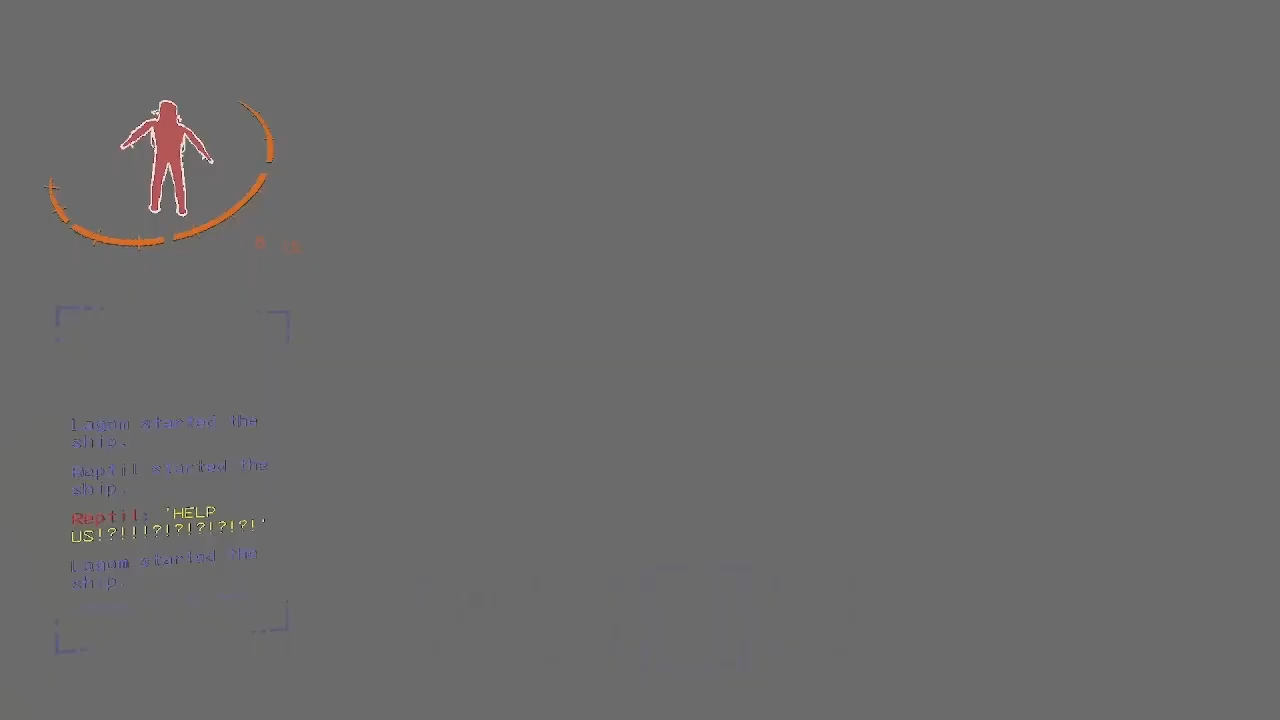 Lagum started the
ship.
Reptil started the
ship.
Reptil: 'HELP
US!?!!!?!?!?!?!?!'
Lagum started the
ship.